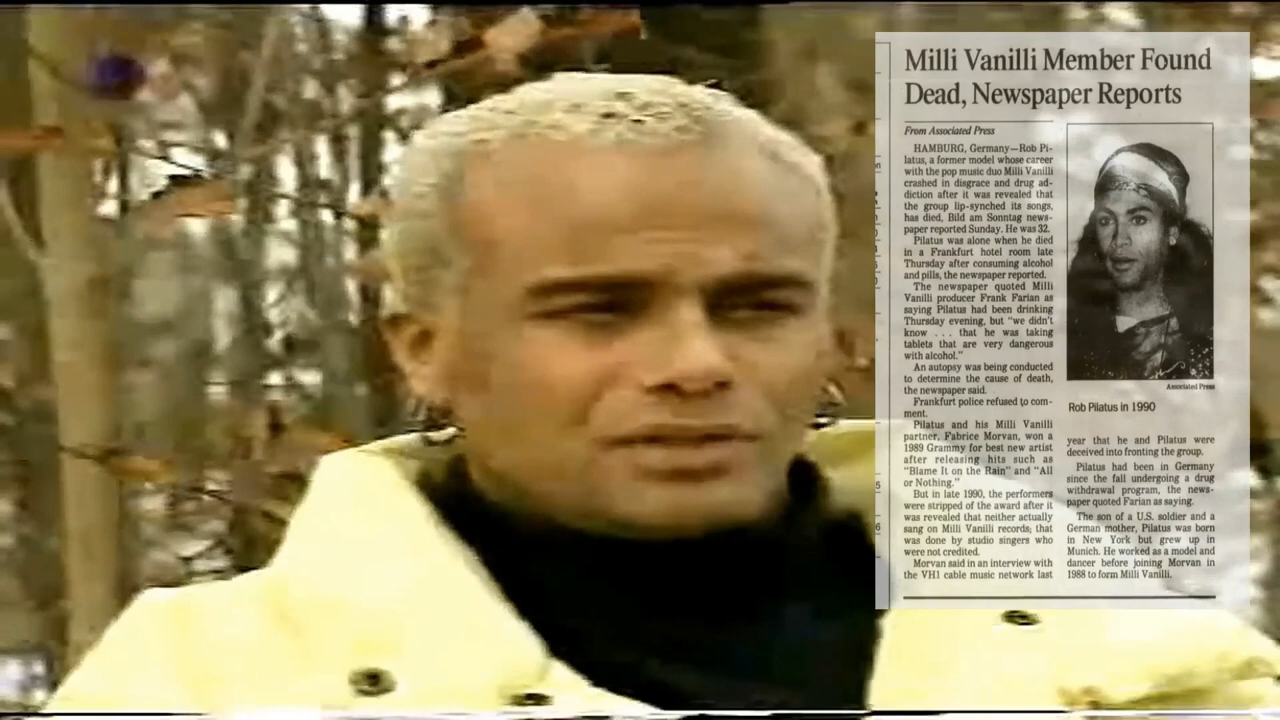 Milli Vanilli Member Found
Dead, Newspaper Reports
From Associated Press
HAMBURG, Germany—Rob Pi-
latus, a former model whose career
with the pop music duo Milli Vanilli
crashed in disgrace and drug ad-
diction after it was revealed that
the group lip-synched its songs,
has died, Bild am Sonntag news-
paper reported Sunday. He was 32.
Pilatus was alone when he died
in a Frankfurt hotel room late
Thursday after consuming alcohol
and pills, the newspaper reported.
The newspaper quoted Milli
Vanilli producer Frank Farian as
saying Pilatus had been drinking
Thursday evening, but “we didn’t
know . . . that he was taking
tablets that are very dangerous
with alcohol.”
An autopsy was being conducted
to determine the cause of death,
the newspaper said.
Frankfurt police refused to com-
ment.
Pilatus and his Milli Vanilli
partner, Fabrice Morvan, won a
1989 Grammy for best new artist
after releasing hits such as
“Blame It on the Rain” and “All
or Nothing.”
But in late 1990, the performers
were stripped of the award after it
was revealed that neither actually
sang on Milli Vanilli records; that
was done by studio singers who
were not credited.
Morvan said in an interview with
the VH1 cable music network last
Associated Press
Rob Pilatus in 1990
year that he and Pilatus were
deceived into fronting the group.
Pilatus had been in Germany
since the fall undergoing a drug
withdrawal program, the news-
paper quoted Farian as saying.
The son of a U.S. soldier and a
German mother, Pilatus was born
in New York but grew up in
Munich. He worked as a model and
dancer before joining Morvan in
1988 to form Milli Vanilli.